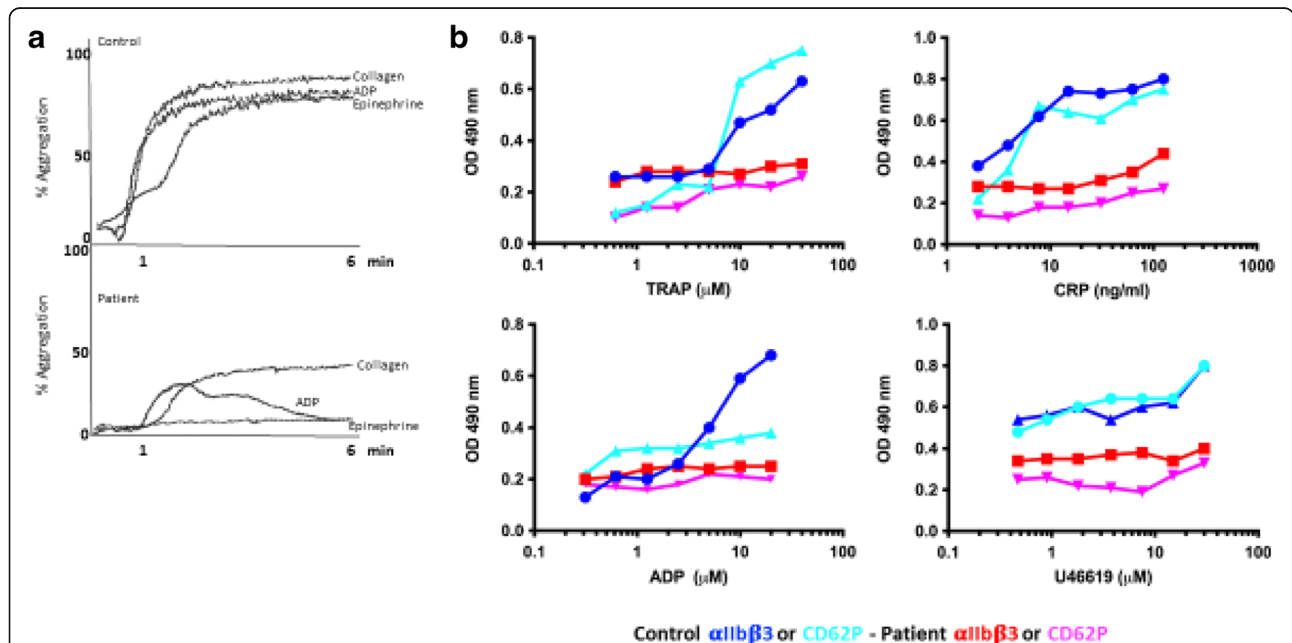 a
Control
100
50
0
% Aggregation
Collagen
ADP
Epinephrine
1 6 min
100
Patient
50
0
% Aggregation
Collagen
ADP
Epinephrine
1 6 min
b
0.8
0.6
0.4
0.2
0.0
OD 490 nm
0.1 1 10 100
TRAP (μM)
1.0
0.8
0.6
0.4
0.2
0.0
OD 490 nm
1 10 100 1000
CRP (ng/ml)
0.8
0.6
0.4
0.2
0.0
OD 490 nm
0.1 1 10 100
ADP (μM)
1.0
0.8
0.6
0.4
0.2
0.0
OD 490 nm
0.1 1 10 100
U46619 (μM)
Control αIIbβ3 or CD62P - Patient αIIbβ3 or CD62P